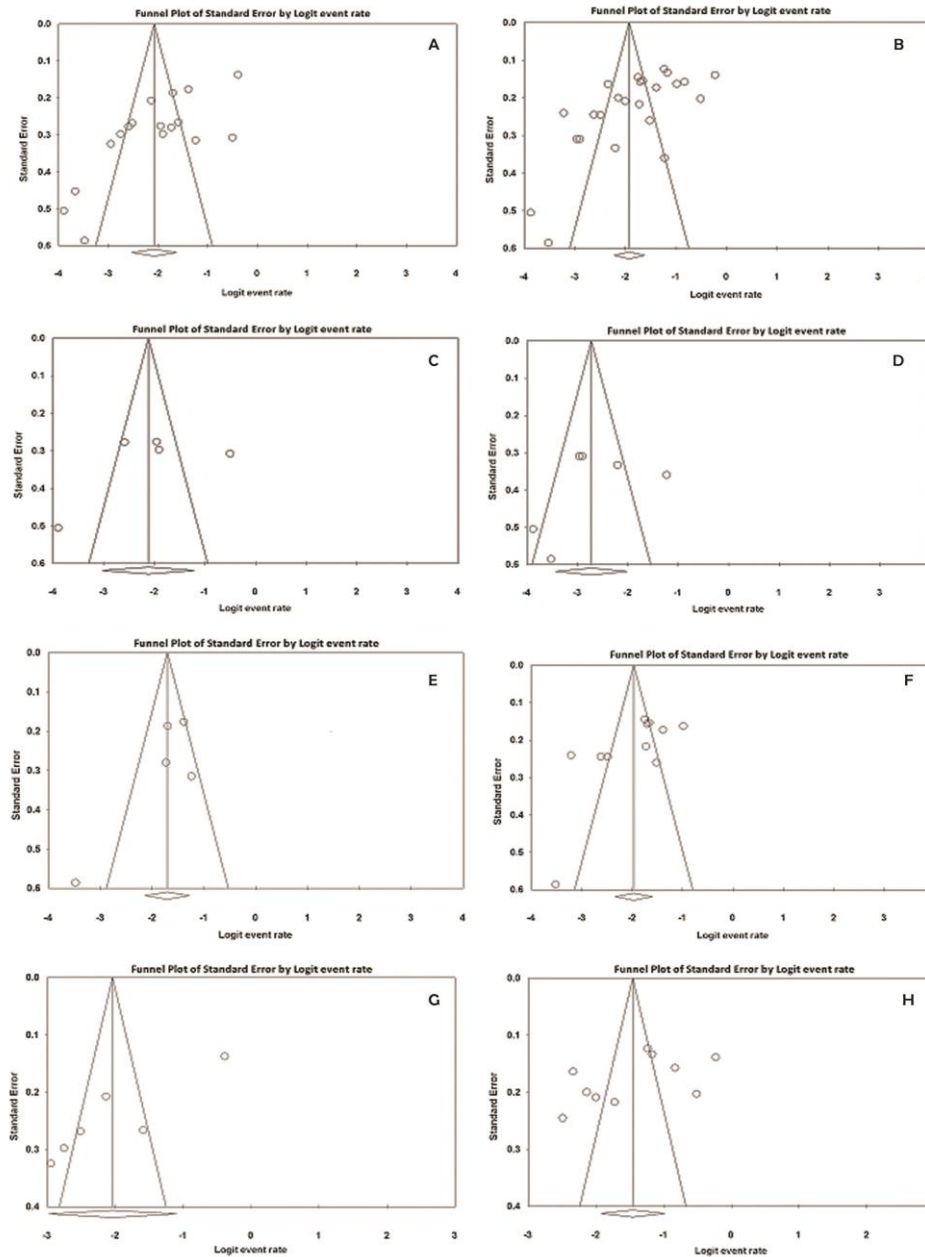 Funnel Plot of Standard Error by Logit event rate
A
Standard Error
0.0
0.1
0.2
0.3
0.4
0.5
0.6
-4 -3 -2 -1 0 1 2 3 4
Logit event rate
Funnel Plot of Standard Error by Logit event rate
B
Standard Error
0.0
0.1
0.2
0.3
0.4
0.5
0.6
-4 -3 -2 -1 0 1 2 3
Logit event rate
Funnel Plot of Standard Error by Logit event rate
C
Standard Error
0.0
0.1
0.2
0.3
0.4
0.5
0.6
-4 -3 -2 -1 0 1 2 3 4
Logit event rate
Funnel Plot of Standard Error by Logit event rate
D
Standard Error
0.0
0.1
0.2
0.3
0.4
0.5
0.6
-4 -3 -2 -1 0 1 2 3
Logit event rate
Funnel Plot of Standard Error by Logit event rate
E
Standard Error
0.0
0.1
0.2
0.3
0.4
0.5
0.6
-4 -3 -2 -1 0 1 2 3 4
Logit event rate
Funnel Plot of Standard Error by Logit event rate
F
Standard Error
0.0
0.1
0.2
0.3
0.4
0.5
0.6
-4 -3 -2 -1 0 1 2 3
Logit event rate
Funnel Plot of Standard Error by Logit event rate
G
Standard Error
0.0
0.1
0.2
0.3
0.4
-3 -2 -1 0 1 2 3
Logit event rate
Funnel Plot of Standard Error by Logit event rate
H
Standard Error
0.0
0.1
0.2
0.3
0.4
-3 -2 -1 0 1 2
Logit event rate